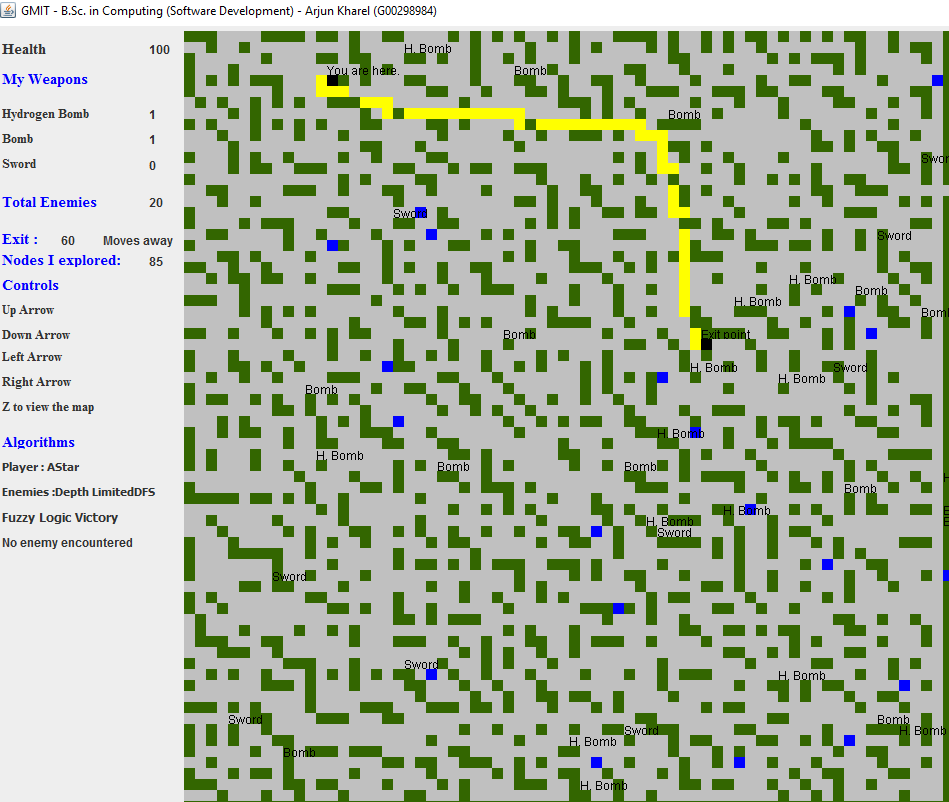 GMIT - B.Sc. in Computing (Software Development) - Arjun Kharel (G00298984)
Health 100
My Weapons
Hydrogen Bomb 1
Bomb 1
Sword 0
Total Enemies 20
Exit : 60 Moves away
Nodes I explored: 85
Controls
Up Arrow
Down Arrow
Left Arrow
Right Arrow
Z to view the map
Algorithms
Player : AStar
Enemies :Depth LimitedDFS
Fuzzy Logic Victory
No enemy encountered
H. Bomb
You are here.
Bomb
Bomb
Sword
Sword
H. Bomb
Bomb
H. Bomb
Bomb
Exit point
H. Bomb
Sword
H. Bomb
Bomb
H. Bomb
H. Bomb
Bomb
Bomb
Bomb
H. Bomb
H. Bomb
Sword
Sword
Sword
H. Bomb
Sword
Bomb
Sword
H. Bomb
H. Bomb
Bomb
H. Bomb